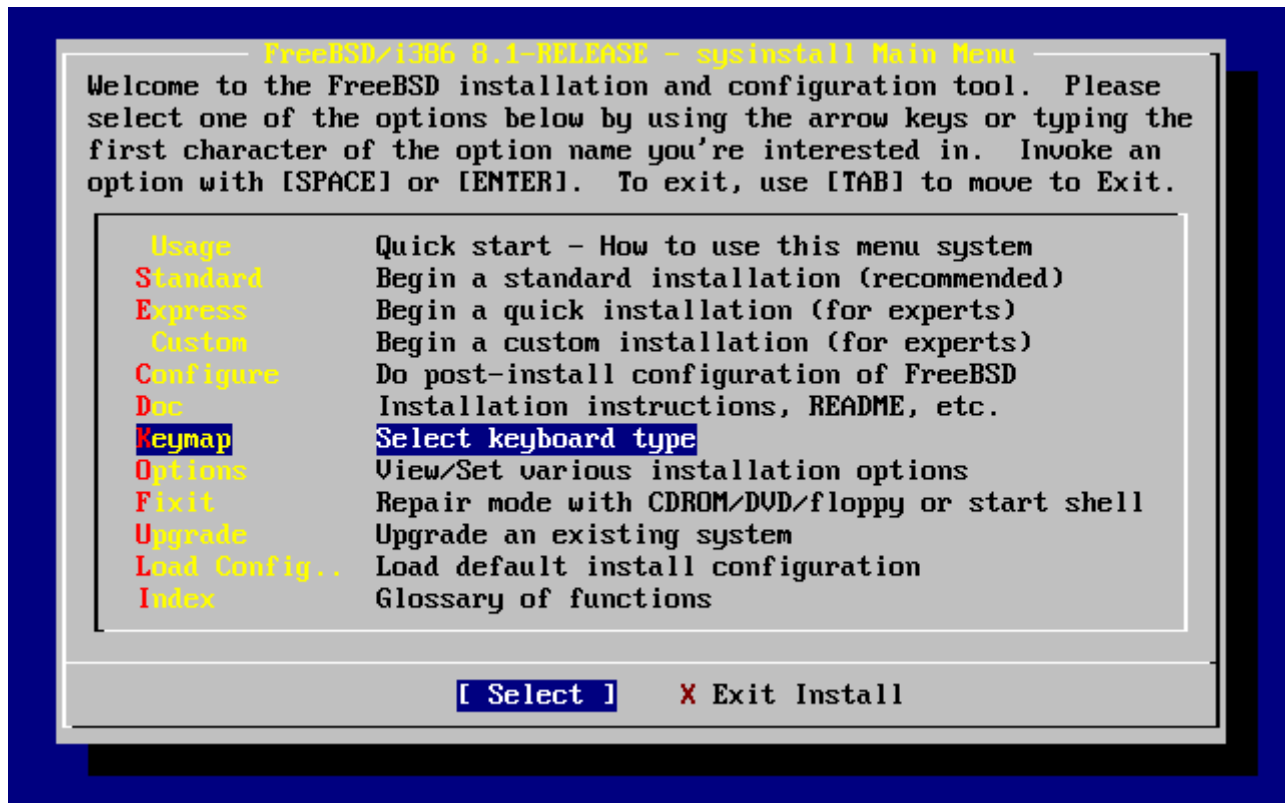 FreeBSD/i386 8.1-RELEASE - sysinstall Main Menu
Welcome to the FreeBSD installation and configuration tool.  Please
select one of the options below by using the arrow keys or typing the
first character of the option name you're interested in.  Invoke an
option with [SPACE] or [ENTER].  To exit, use [TAB] to move to Exit.
Usage Quick start - How to use this menu system
Standard Begin a standard installation (recommended)
Express Begin a quick installation (for experts)
Custom Begin a custom installation (for experts)
Configure Do post-install configuration of FreeBSD
Doc Installation instructions, README, etc.
Keymap Select keyboard type
Options View/Set various installation options
Fixit Repair mode with CDROM/DVD/floppy or start shell
Upgrade Upgrade an existing system
Load Config.. Load default install configuration
Index Glossary of functions
[ Select ] X Exit Install